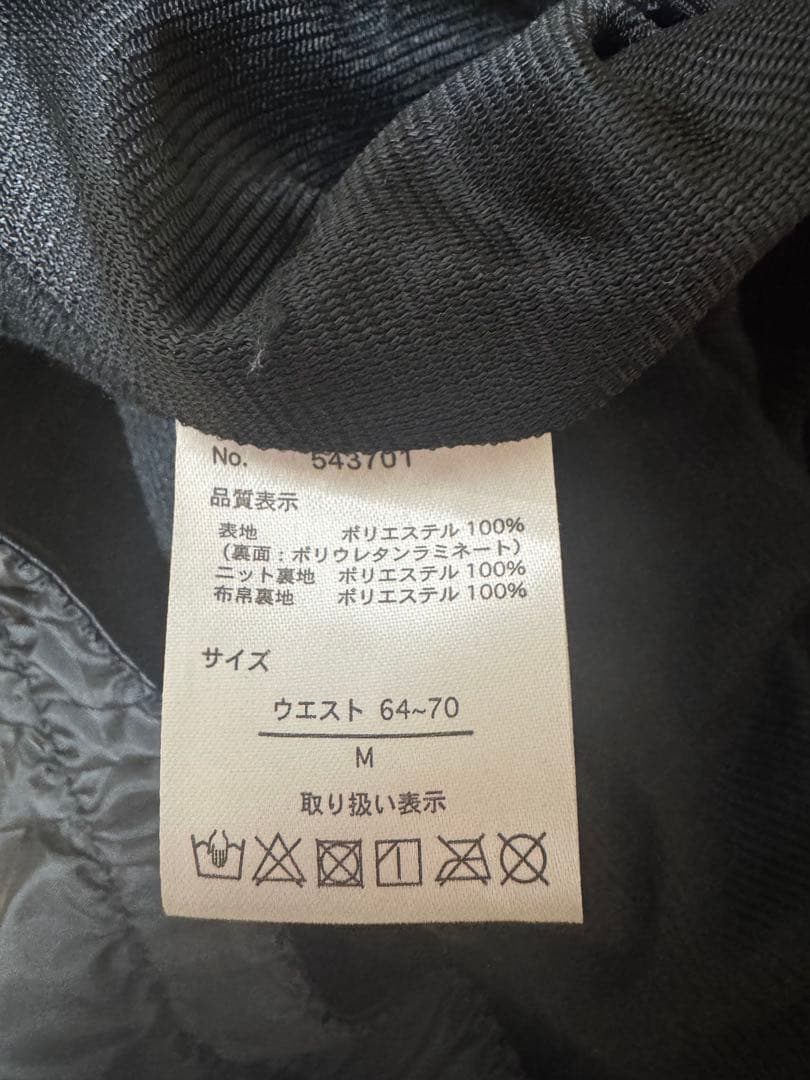 No. 543701
品質表示
表地 ポリエステル 100%
(裏面:ポリウレタンラミネート)
ニット裏地 ポリエステル 100%
布帛裏地 ポリエステル 100%
サイズ
ウエスト 64~70
M
取り扱い表示